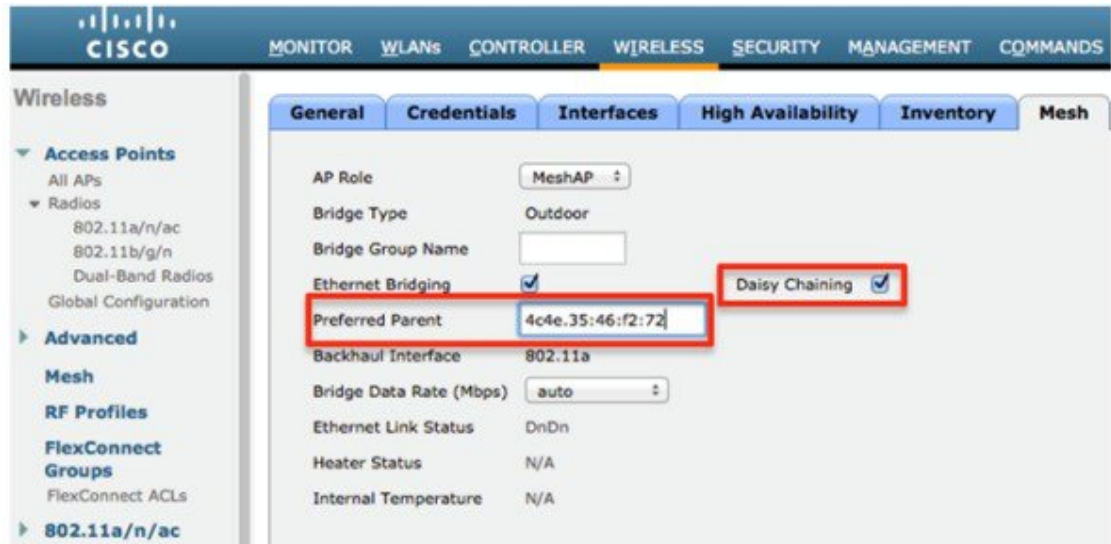 CISCO
MONITOR WLANs CONTROLLER WIRELESS SECURITY MANAGEMENT COMMANDS
Wireless
Access Points
All APs
Radios
802.11a/n/ac
802.11b/g/n
Dual-Band Radios
Global Configuration
Advanced
Mesh
RF Profiles
FlexConnect
Groups
FlexConnect ACLs
802.11a/n/ac
General Credentials Interfaces High Availability Inventory Mesh
AP Role MeshAP
Bridge Type Outdoor
Bridge Group Name
Ethernet Bridging Daisy Chaining
Preferred Parent 4c4e.35:46:f2:72
Backhaul Interface 802.11a
Bridge Data Rate (Mbps) auto
Ethernet Link Status DnDn
Heater Status N/A
Internal Temperature N/A